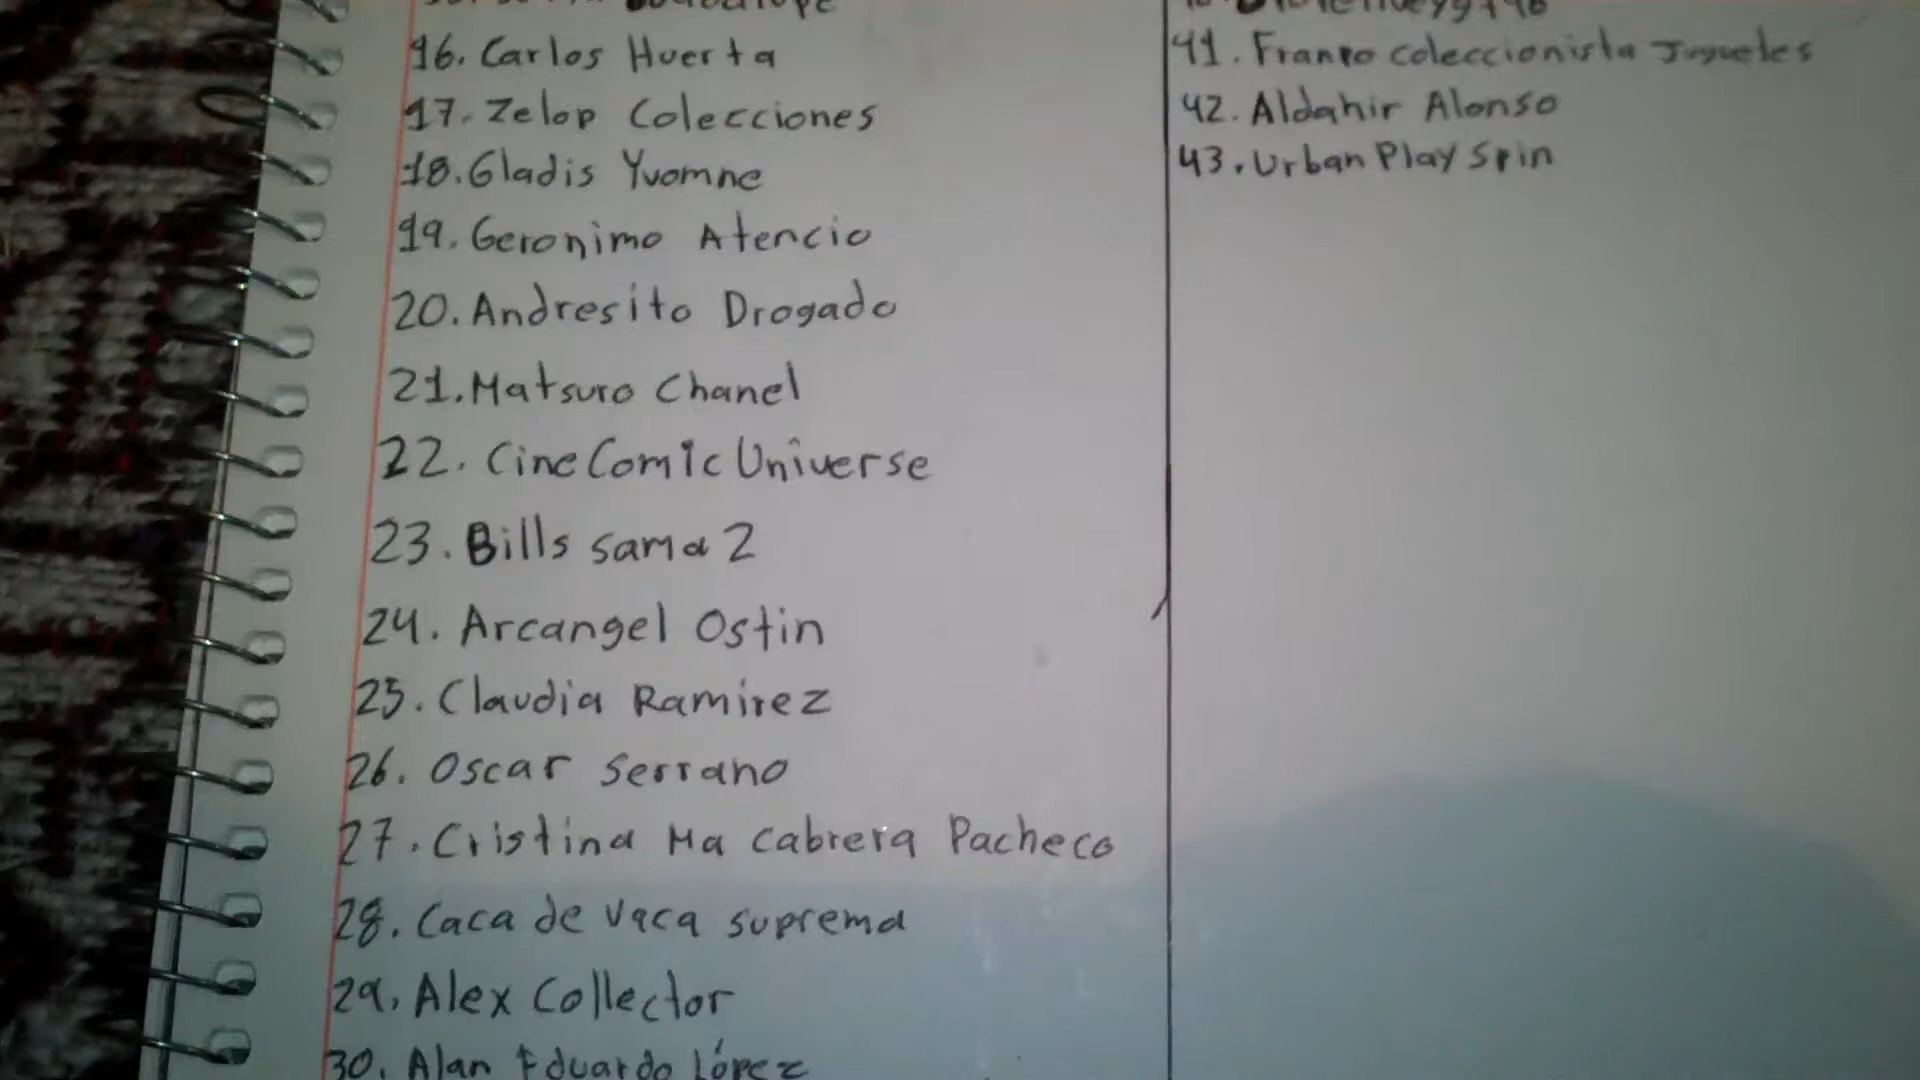 16. Carlos Huerta
17. Zelop Colecciones
18. Gladis Yvomne
19. Geronimo Atencio
20. Andresito Drogado
21. Matsuro Chanel
22. Cine Comic Universe
23. Bills sama 2
24. Arcangel Ostin
25. Claudia Ramirez
26. Oscar Serrano
27. Cristina Ma Cabrera Pacheco
28. Caca de vaca suprema
29. Alex Collector
30. Alan Eduardo López
41. Franpo coleccionista Juguetes
42. Aldahir Alonso
43. Urban Play Spin